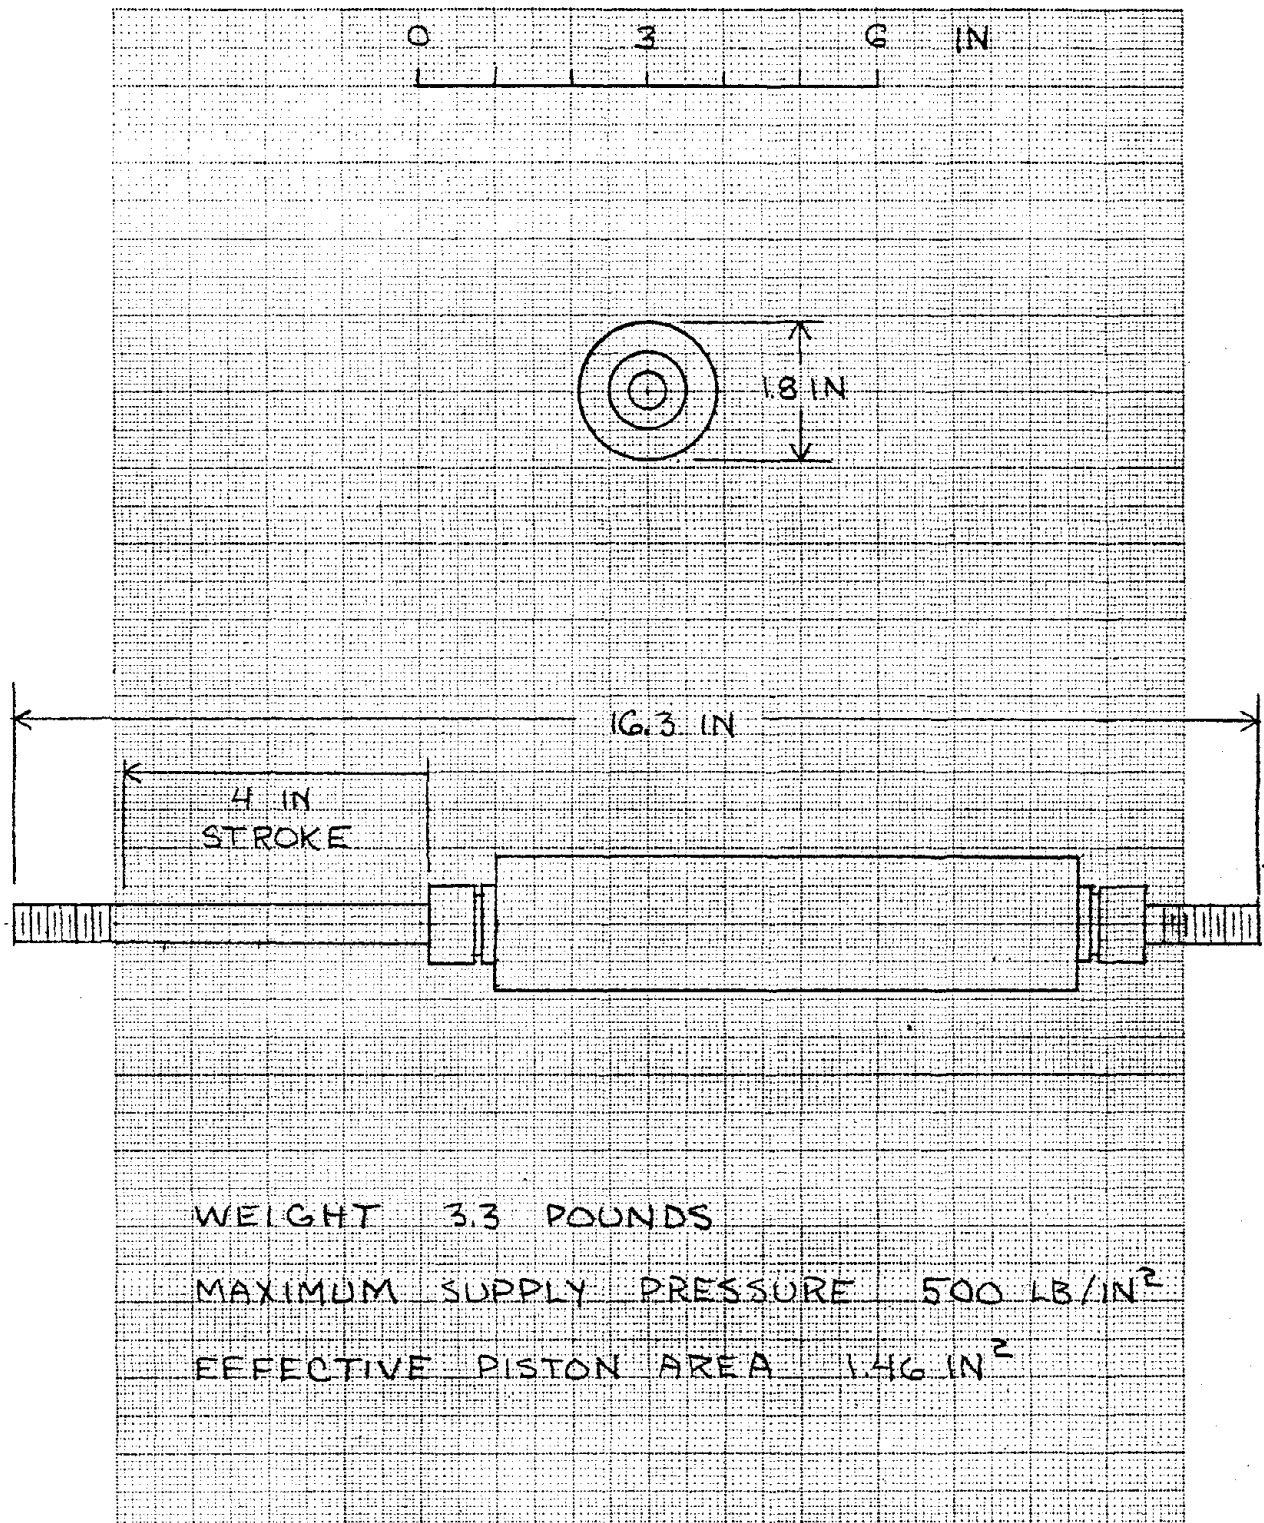 0 3 6 IN
1.8 IN
16.3 IN
4 IN
STROKE
WEIGHT 3.3 POUNDS
MAXIMUM SUPPLY PRESSURE 500 LB/IN²
EFFECTIVE PISTON AREA 1.46 IN²